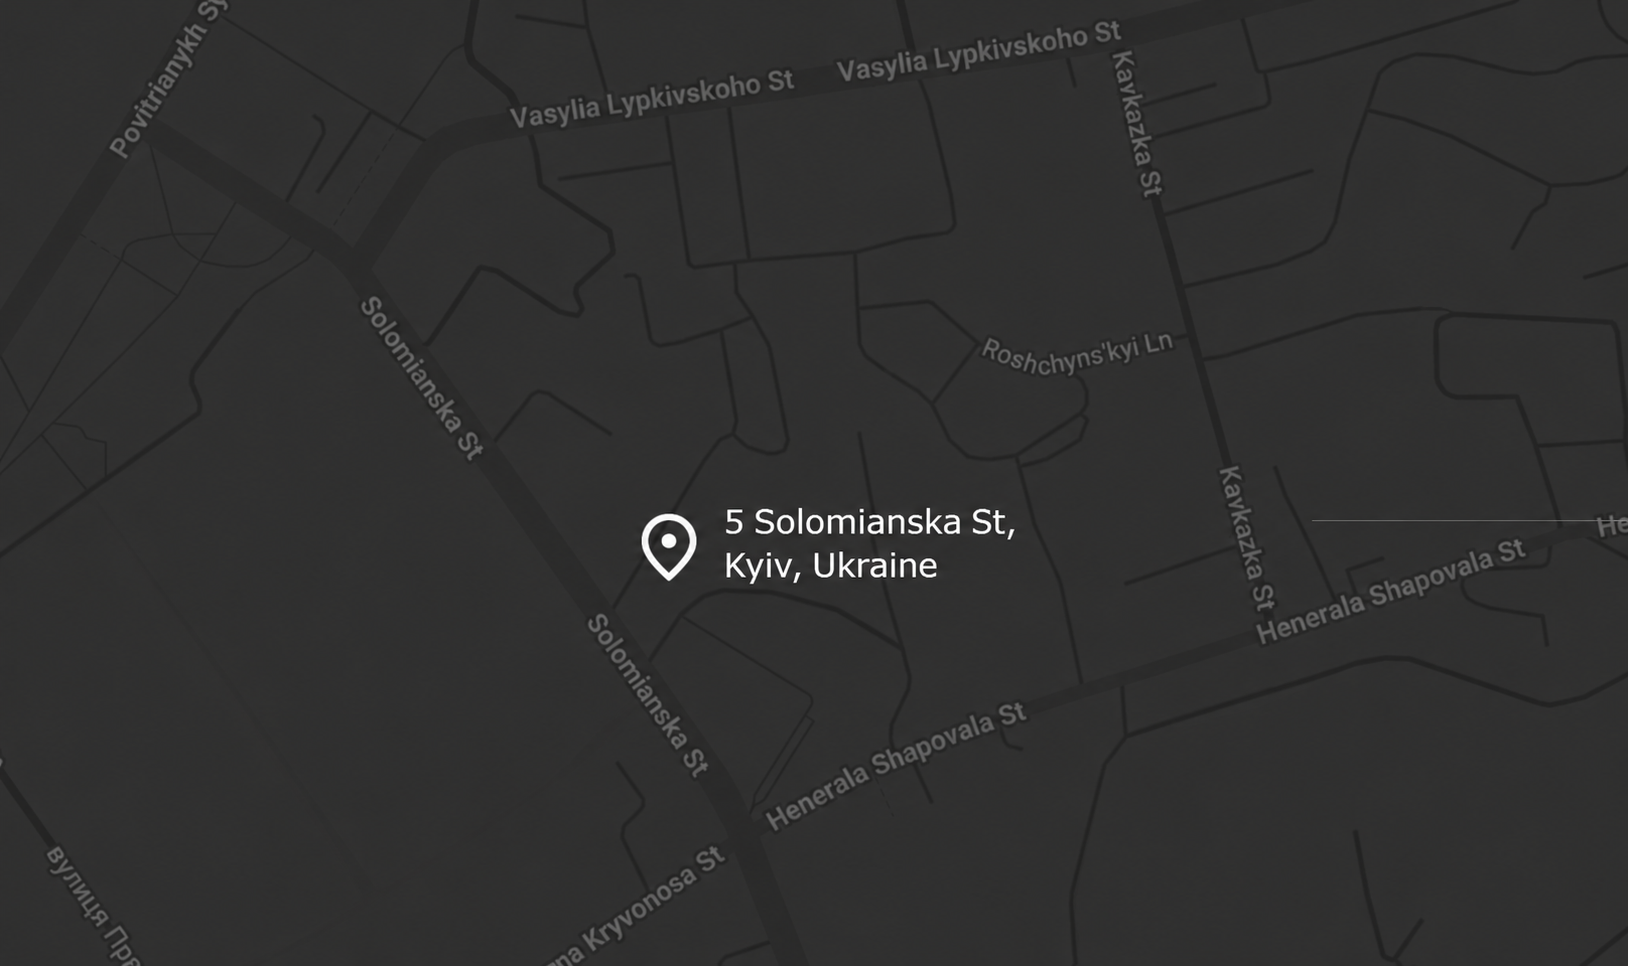 Povitrianykh
Vasylia Lypkivskoho St
Vasylia Lypkivskoho St
Kavkazka St
Solomianska St
Roshchyns'kyi Ln
5 Solomianska St,
Kyiv, Ukraine
Kavkazka St
Henerala Shapovala St
Solomianska St
Henerala Shapovala St
Kryvonosa St
вулиця